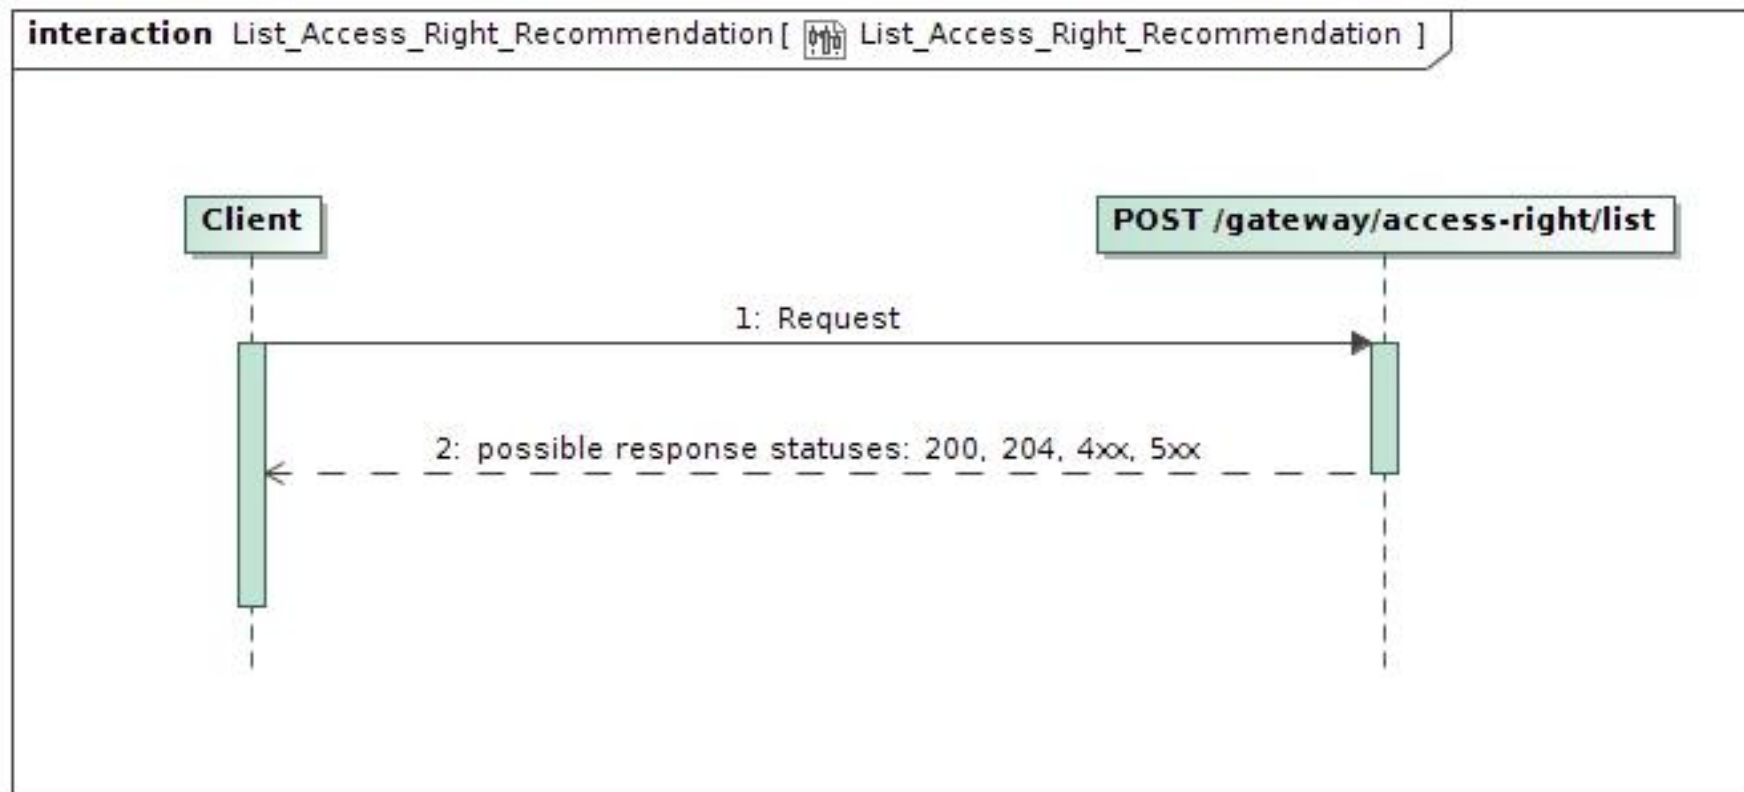 interaction List_Access_Right_Recommendation[ List_Access_Right_Recommendation ]
Client
POST /gateway/access-right/list
1: Request
2: possible response statuses: 200, 204, 4xx, 5xx